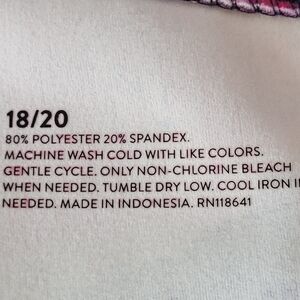 18/20
80% POLYESTER 20% SPANDEX.
MACHINE WASH COLD WITH LIKE COLORS.
GENTLE CYCLE. ONLY NON-CHLORINE BLEACH
WHEN NEEDED. TUMBLE DRY LOW. COOL IRON I
NEEDED. MADE IN INDONESIA. RN118641